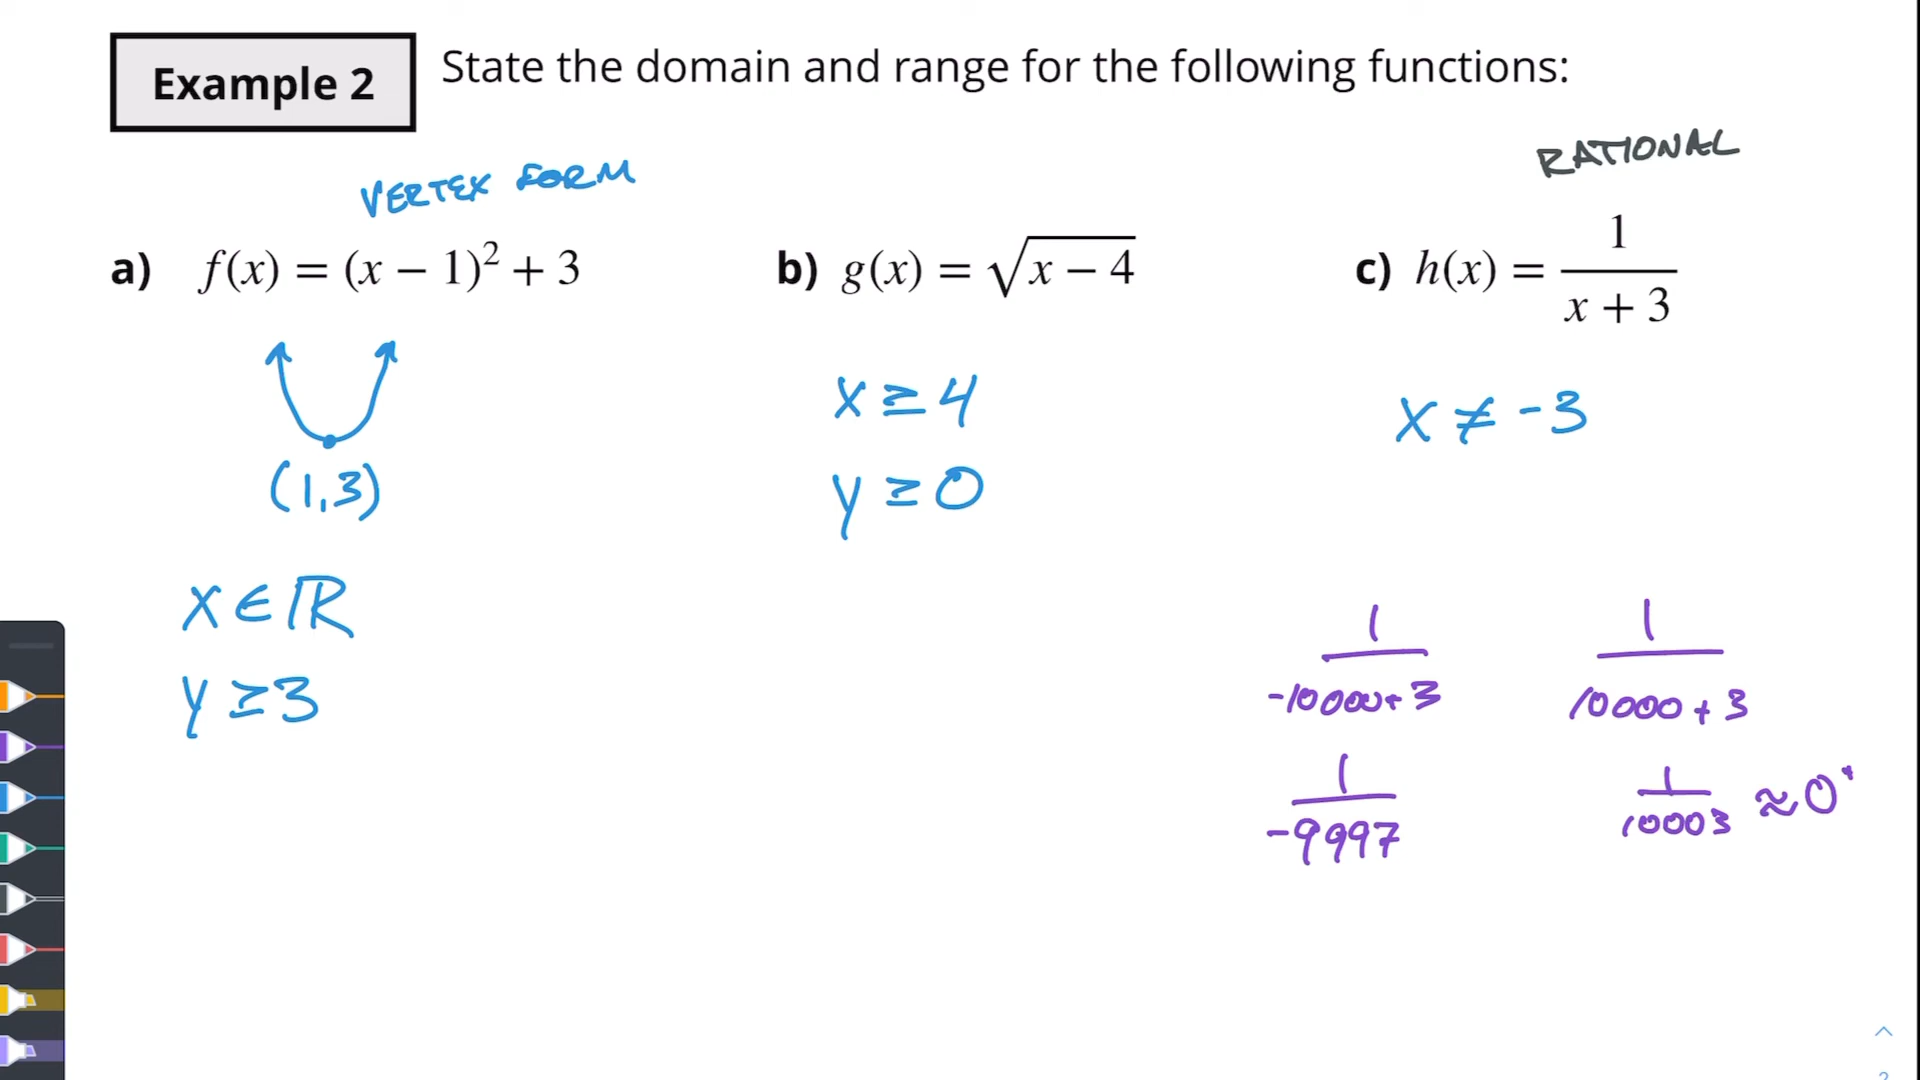 Example 2
State the domain and range for the following functions:
VERTEX FORM
RATIONAL
a) f(x) = (x − 1)² + 3
b) g(x) = √(x − 4)
c) h(x) = 1/(x + 3)
(1,3)
x ∈ ℝ
y ≥ 3
x ≥ 4
y ≥ 0
x ≠ -3
1/(-10000+3)
1/(10000+3)
1/-9997
1/10003 ≈ 0⁺